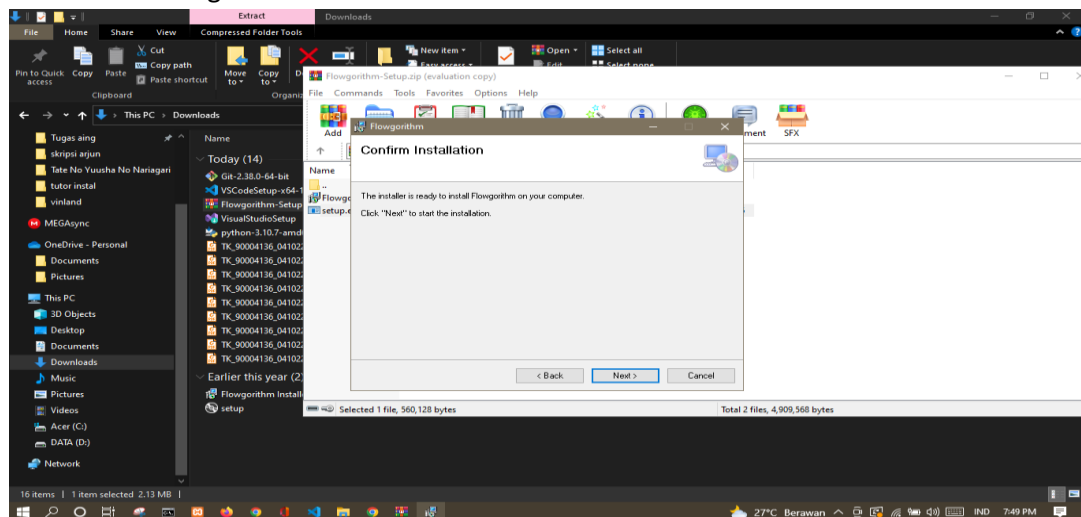 Extract
Downloads
File Home Share View Compressed Folder Tools
Pin to Quick access
Copy
Paste
Cut
Copy path
Paste shortcut
Move to
Copy to
New item
Easy access
Open
Edit
Select all
Select none
Clipboard
Organi
This PC > Downloads
Flowgorithm-Setup.zip (evaluation copy)
File Commands Tools Favorites Options Help
Add
SFX
Name
..
Flowgo
setup.e
Flowgorithm
Confirm Installation
The installer is ready to install Flowgorithm on your computer.
Click "Next" to start the installation.
< Back
Next >
Cancel
Selected 1 file, 560,128 bytes
Total 2 files, 4,909,568 bytes
Tugas aing
skripsi arjun
Tate No Yuusha No Nariagari
tutor instal
vinland
MEGAsync
OneDrive - Personal
Documents
Pictures
This PC
3D Objects
Desktop
Documents
Downloads
Music
Pictures
Videos
Acer (C:)
DATA (D:)
Network
Name
Today (14)
Git-2.38.0-64-bit
VSCodeSetup-x64-1
Flowgorithm-Setup
VisualStudioSetup
python-3.10.7-amd
TK_90004136_04102
TK_90004136_04102
TK_90004136_04102
TK_90004136_04102
TK_90004136_04102
TK_90004136_04102
TK_90004136_04102
TK_90004136_04102
TK_90004136_04102
Earlier this year (2)
Flowgorithm Install
setup
16 items | 1 item selected 2.13 MB |
27°C Berawan
IND
7:49 PM